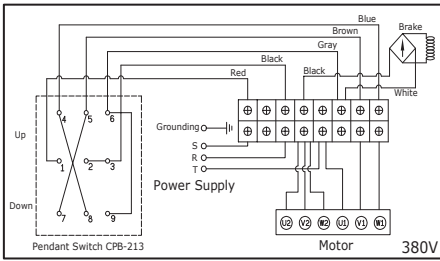 Blue
Brake
Brown
Gray
Black
Red
Black
White
4 5 6
Up
Grounding
S
1 2 3
R
T
Power Supply
Down
7 8 9
U2 V2 W2 U1 V1 W1
Pendant Switch CPB-213
Motor
380V